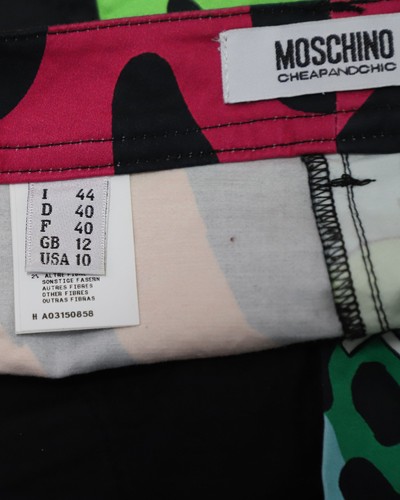 MOSCHINO
CHEAPANDCHIC
I 44
D 40
F 40
GB 12
USA 10
ALTRE FIBRE
SONSTIGE FASERN
AUTRES FIBRES
OTHER FIBRES
OUTRAS FIBRAS
H A03150858